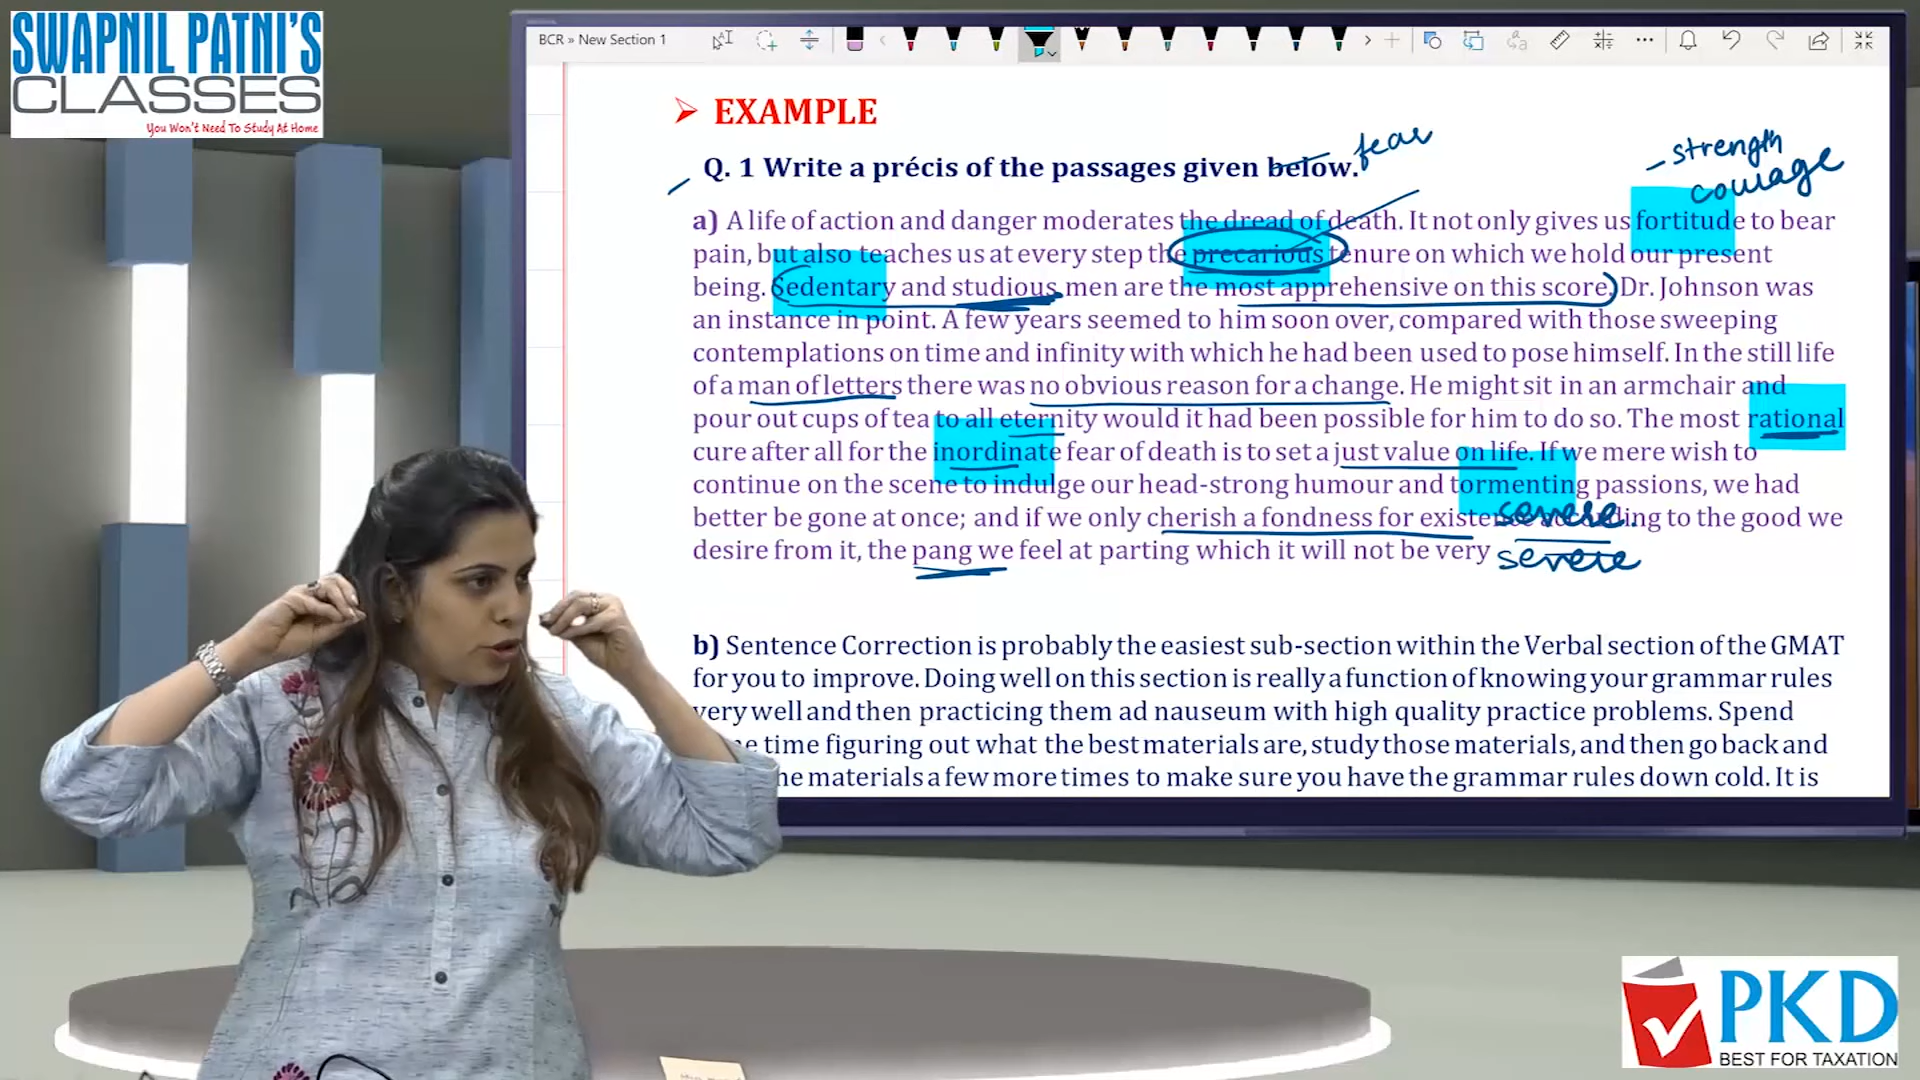 SWAPNIL PATNI'S
CLASSES
You Won't Need To Study At Home
BCR » New Section 1
EXAMPLE
Q. 1 Write a précis of the passages given below.
fear
strength
courage
a) A life of action and danger moderates the dread of death. It not only gives us fortitude to bear
pain, but also teaches us at every step the precarious tenure on which we hold our present
being. Sedentary and studious men are the most apprehensive on this score. Dr. Johnson was
an instance in point. A few years seemed to him soon over, compared with those sweeping
contemplations on time and infinity with which he had been used to pose himself. In the still life
of a man of letters there was no obvious reason for a change. He might sit in an armchair and
pour out cups of tea to all eternity would it had been possible for him to do so. The most rational
cure after all for the inordinate fear of death is to set a just value on life. If we mere wish to
continue on the scene to indulge our head-strong humour and tormenting passions, we had
better be gone at once; and if we only cherish a fondness for existence according to the good we
severe.
desire from it, the pang we feel at parting which it will not be very
severe
b) Sentence Correction is probably the easiest sub-section within the Verbal section of the GMAT
for you to improve. Doing well on this section is really a function of knowing your grammar rules
very well and then practicing them ad nauseum with high quality practice problems. Spend
time figuring out what the best materials are, study those materials, and then go back and
materials a few more times to make sure you have the grammar rules down cold. It is
PKD
BEST FOR TAXATION